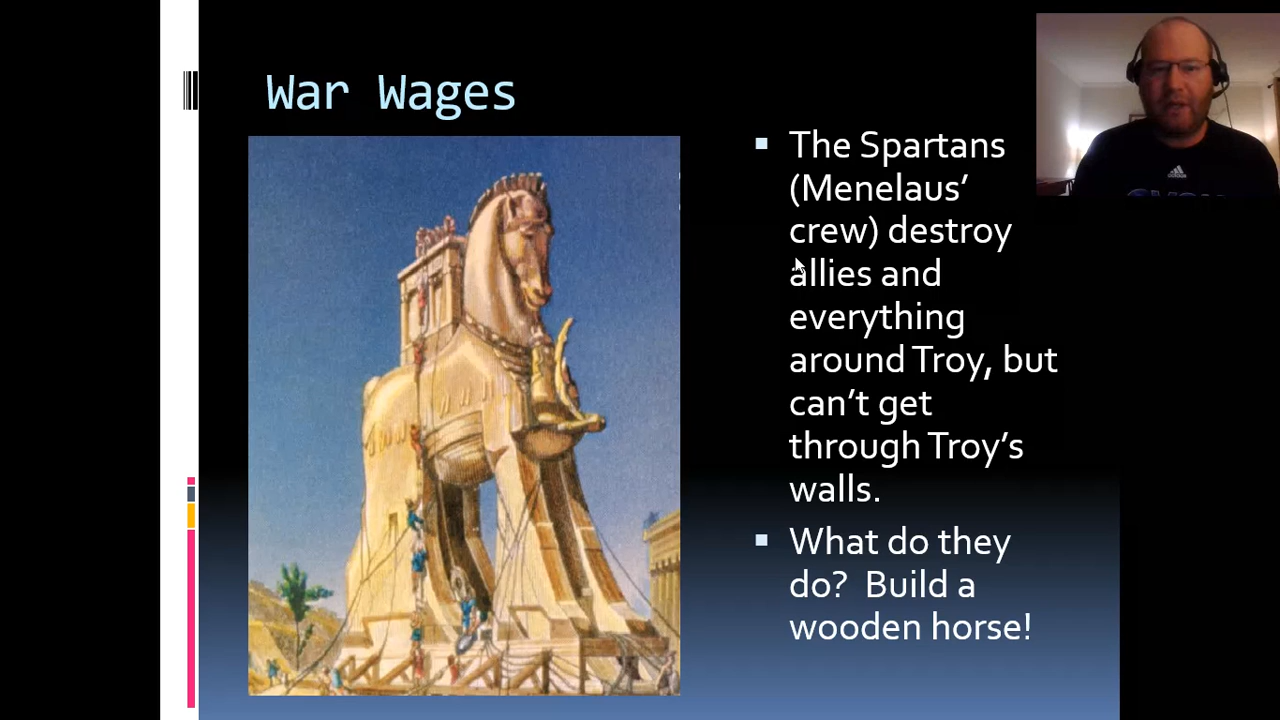 War Wages
The Spartans
(Menelaus’
crew) destroy
allies and
everything
around Troy, but
can’t get
through Troy’s
walls.
What do they
do?  Build a
wooden horse!
adidas